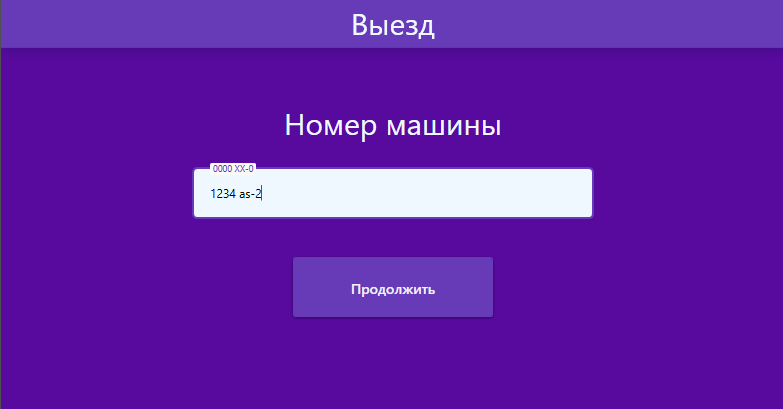 Выезд
Номер машины
0000 XX-0
1234 as-2
Продолжить